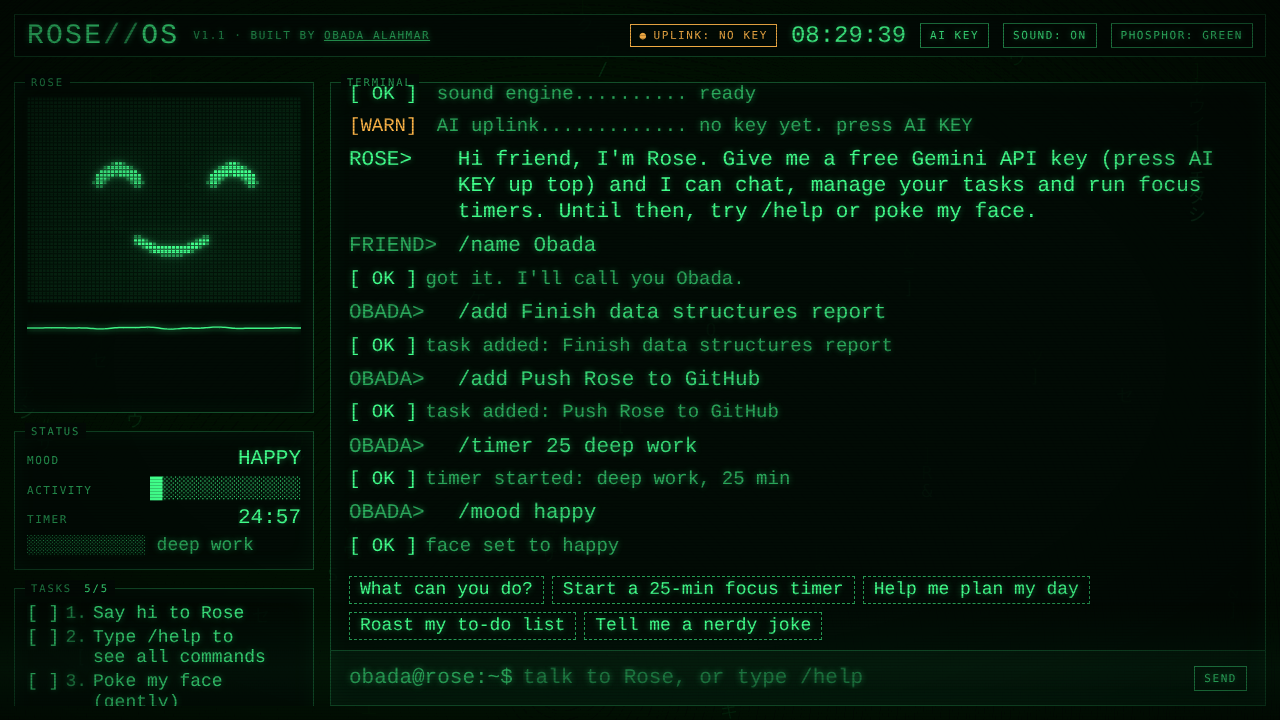 ROSE//OS V1.1 · BUILT BY OBADA ALAHMAR
UPLINK: NO KEY 08:29:39 AI KEY SOUND: ON PHOSPHOR: GREEN
ROSE
STATUS
MOOD HAPPY
ACTIVITY
TIMER 24:57
deep work
TASKS 5/5
[ ] 1. Say hi to Rose
[ ] 2. Type /help to
see all commands
[ ] 3. Poke my face
(gently)
TERMINAL
[ OK ] sound engine.......... ready
[WARN] AI uplink............. no key yet. press AI KEY
ROSE> Hi friend, I'm Rose. Give me a free Gemini API key (press AI
KEY up top) and I can chat, manage your tasks and run focus
timers. Until then, try /help or poke my face.
FRIEND> /name Obada
[ OK ] got it. I'll call you Obada.
OBADA> /add Finish data structures report
[ OK ] task added: Finish data structures report
OBADA> /add Push Rose to GitHub
[ OK ] task added: Push Rose to GitHub
OBADA> /timer 25 deep work
[ OK ] timer started: deep work, 25 min
OBADA> /mood happy
[ OK ] face set to happy
What can you do? Start a 25-min focus timer Help me plan my day
Roast my to-do list Tell me a nerdy joke
obada@rose:~$ talk to Rose, or type /help SEND